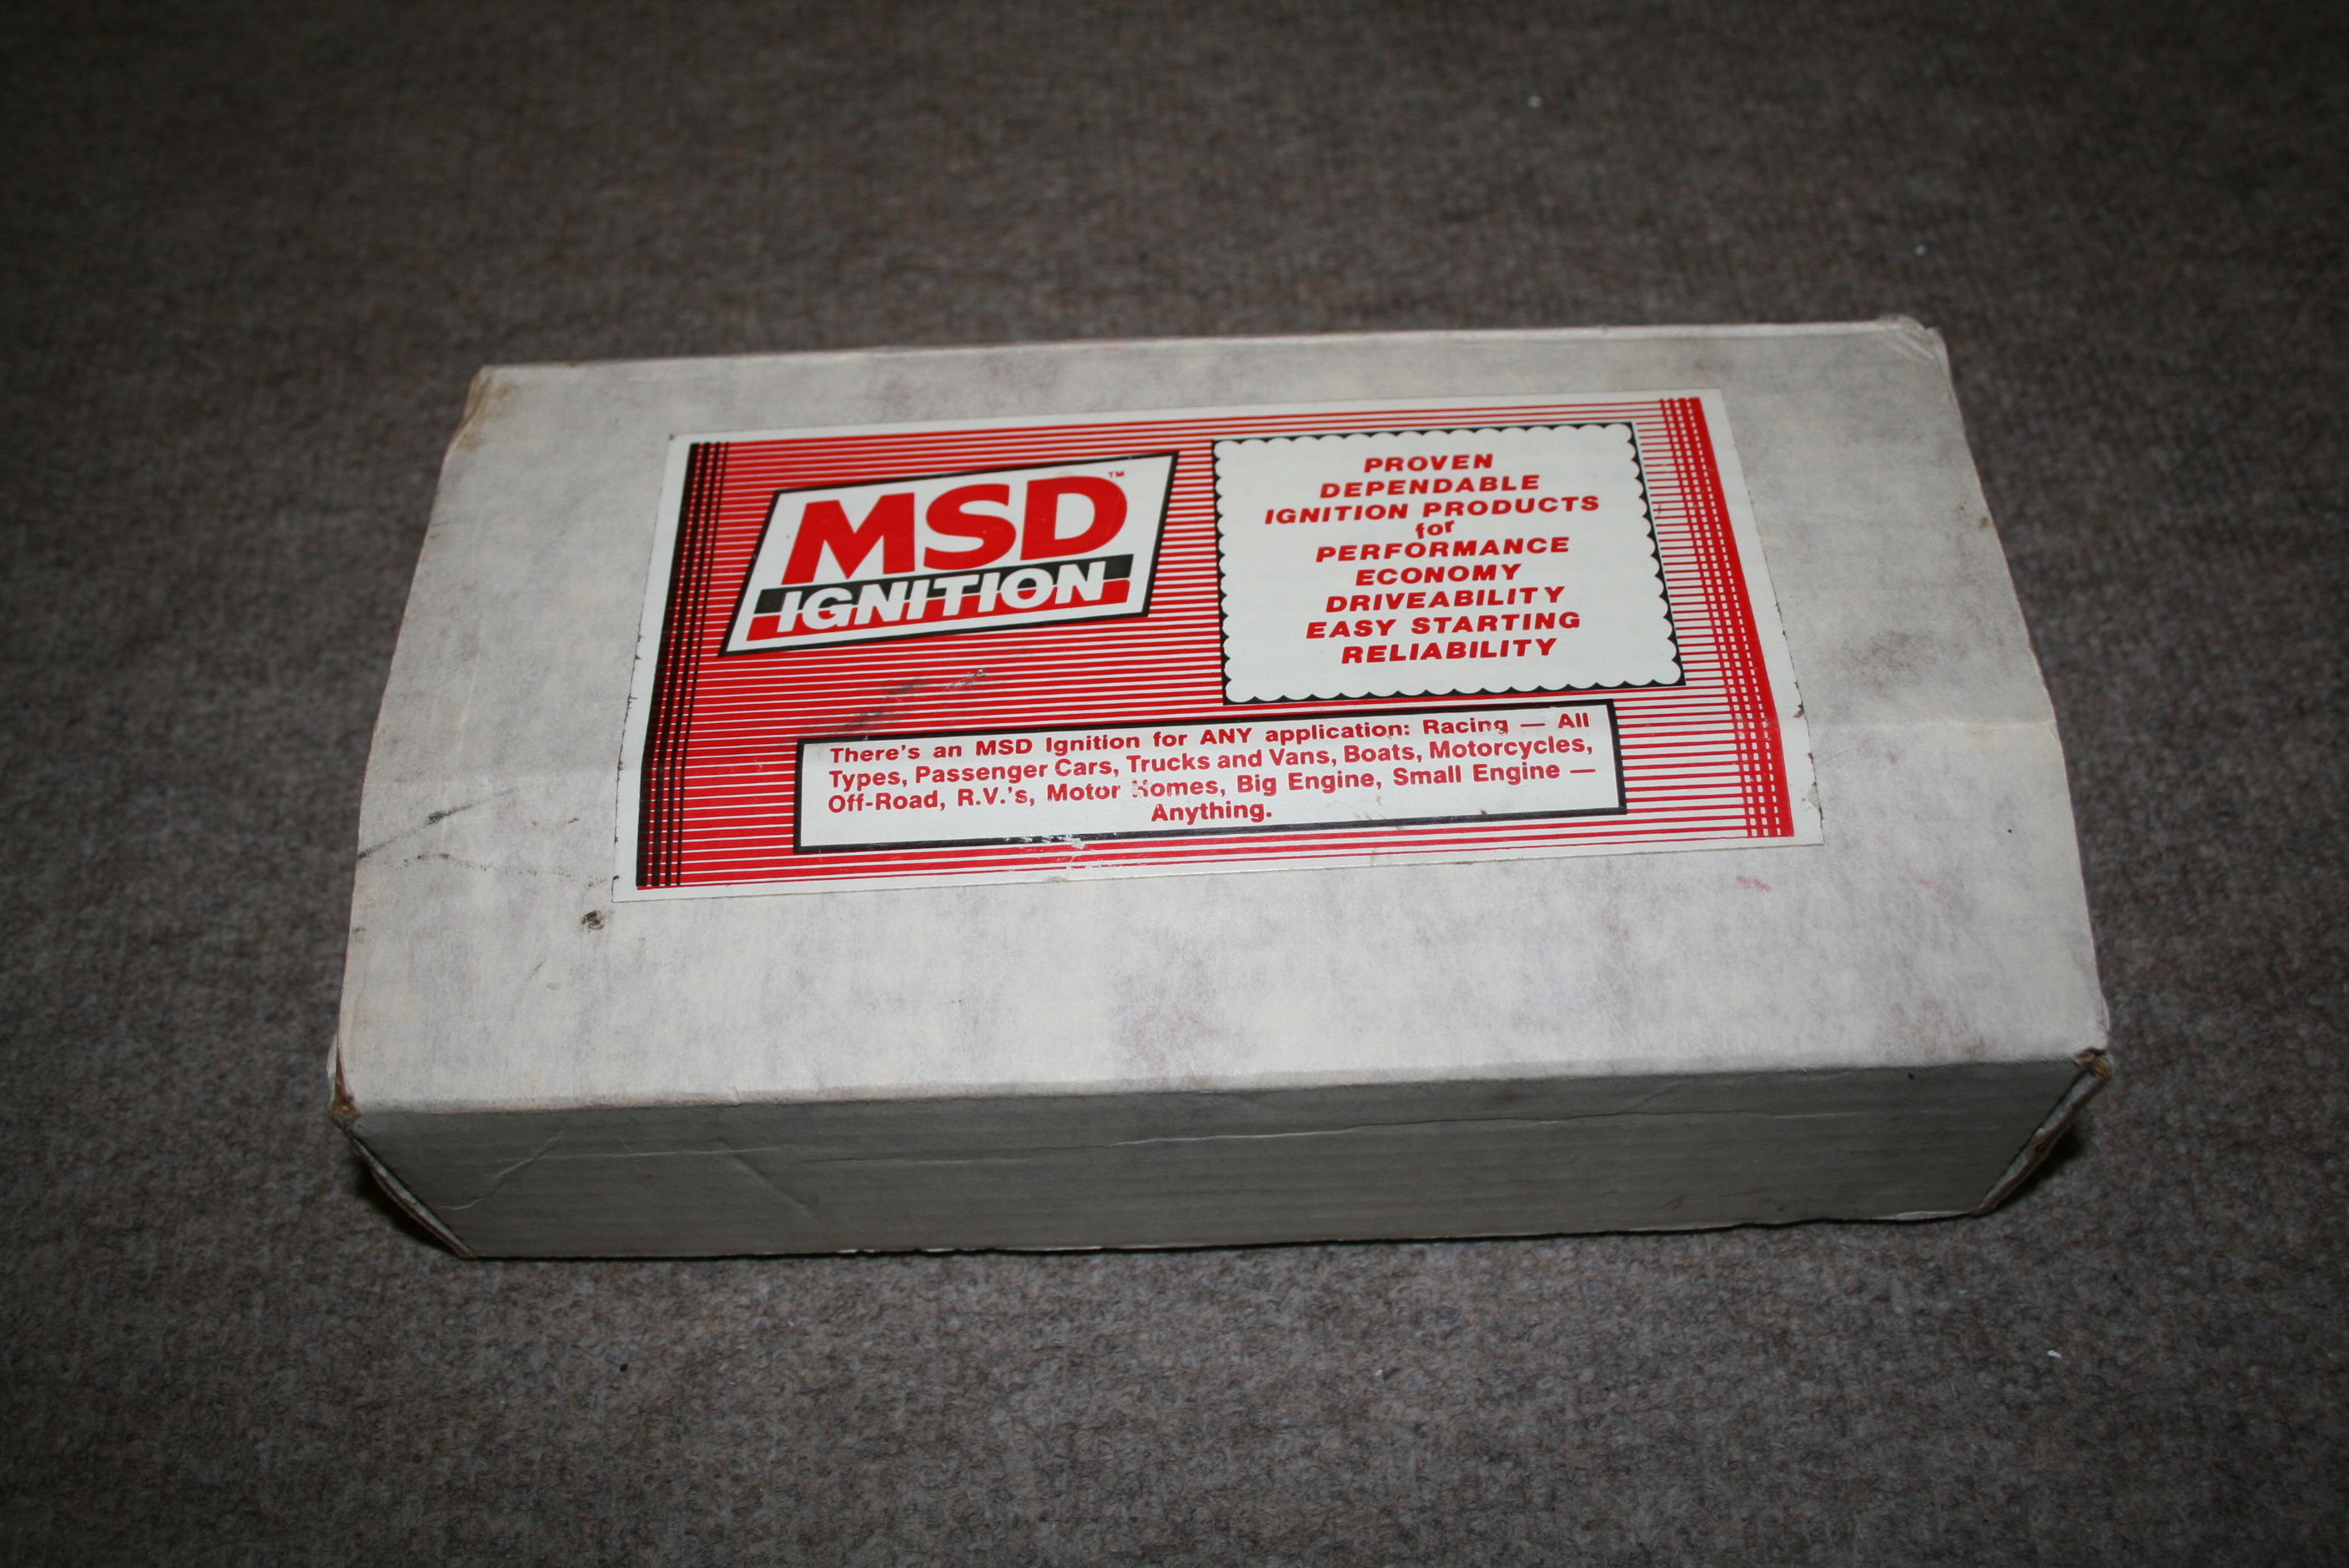 MSD™
IGNITION
PROVEN
DEPENDABLE
IGNITION PRODUCTS
for
PERFORMANCE
ECONOMY
DRIVEABILITY
EASY STARTING
RELIABILITY
There's an MSD Ignition for ANY application: Racing — All
Types, Passenger Cars, Trucks and Vans, Boats, Motorcycles,
Off-Road, R.V.'s, Motor Homes, Big Engine, Small Engine —
Anything.